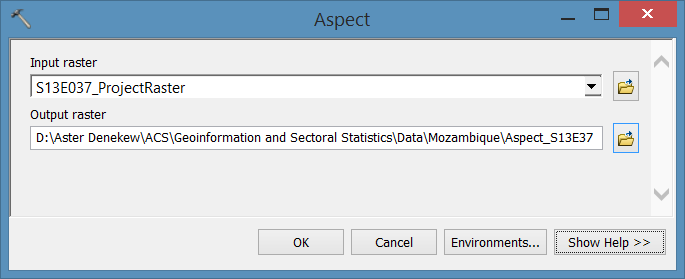 Aspect
Input raster
S13E037_ProjectRaster
Output raster
D:\Aster Denekew\ACS\Geoinformation and Sectoral Statistics\Data\Mozambique\Aspect_S13E37
OK
Cancel
Environments...
Show Help >>